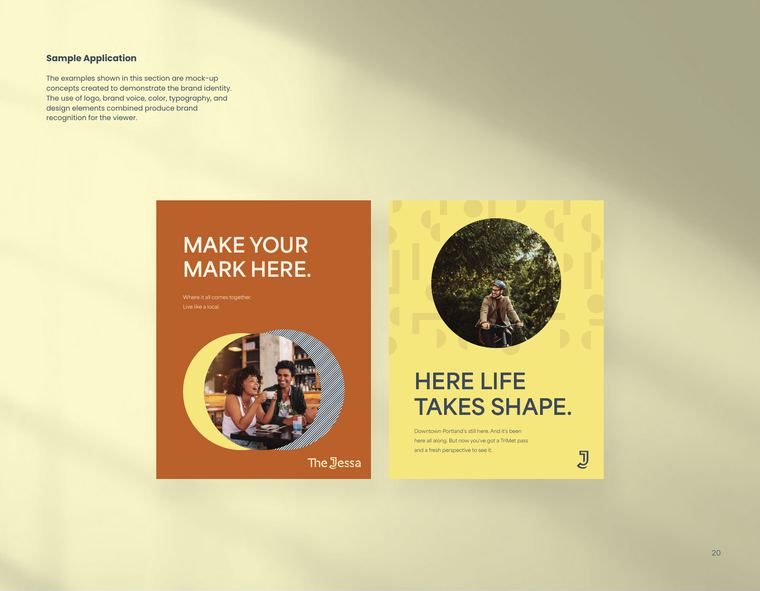 Sample Application
The examples shown in this section are mock-up
concepts created to demonstrate the brand identity.
The use of logo, brand voice, color, typography, and
design elements combined produce brand
recognition for the viewer.
MAKE YOUR
MARK HERE.
Where it all comes together.
Live like a local.
The Jessa
HERE LIFE
TAKES SHAPE.
Downtown Portland's still here. And it's been
here all along. But now you've got a TriMet pass
and a fresh perspective to see it.
J
20